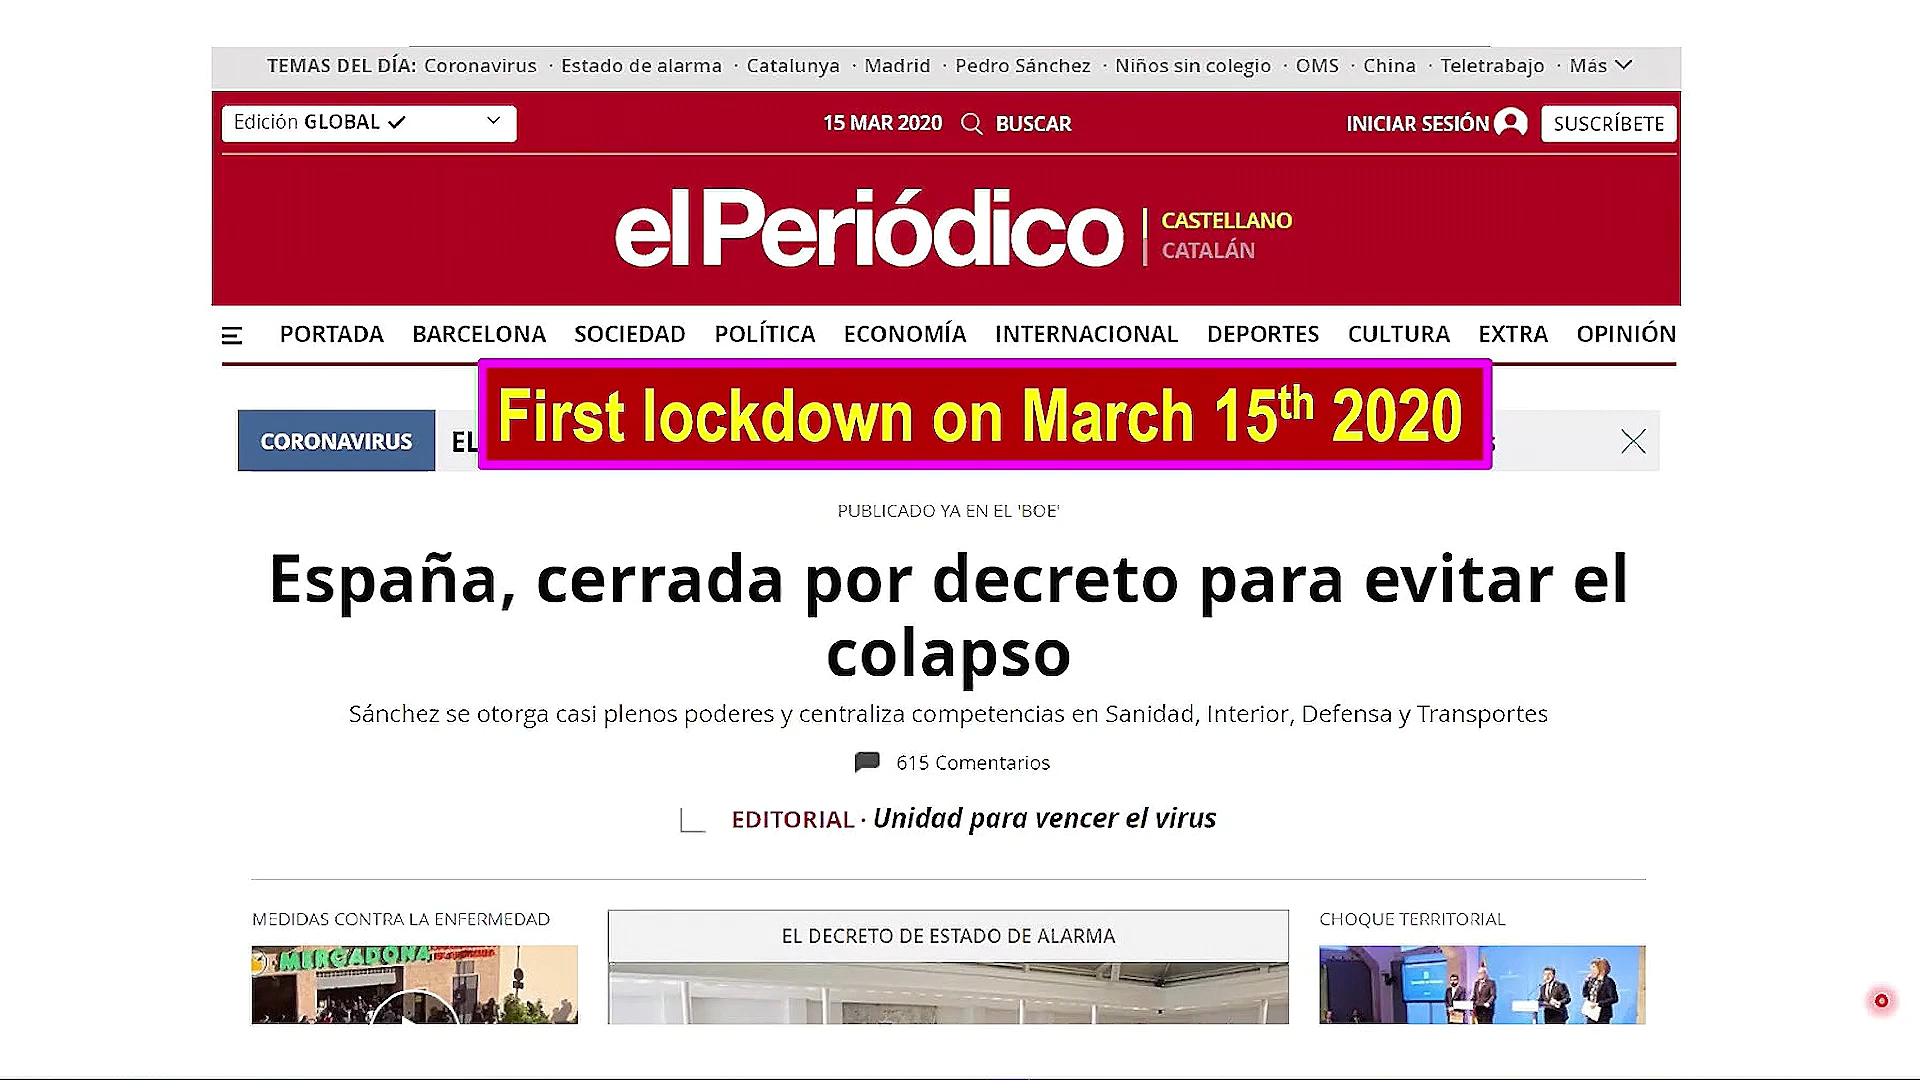 TEMAS DEL DÍA: Coronavirus · Estado de alarma · Catalunya · Madrid · Pedro Sánchez · Niños sin colegio · OMS · China · Teletrabajo · Más
Edición GLOBAL
15 MAR 2020
BUSCAR
INICIAR SESIÓN
SUSCRÍBETE
el Periódico
CASTELLANO
CATALÁN
PORTADA BARCELONA SOCIEDAD POLÍTICA ECONOMÍA INTERNACIONAL DEPORTES CULTURA EXTRA OPINIÓN
First lockdown on March 15th 2020
CORONAVIRUS
PUBLICADO YA EN EL 'BOE'
España, cerrada por decreto para evitar el
colapso
Sánchez se otorga casi plenos poderes y centraliza competencias en Sanidad, Interior, Defensa y Transportes
615 Comentarios
EDITORIAL · Unidad para vencer el virus
MEDIDAS CONTRA LA ENFERMEDAD
MERCADONA
EL DECRETO DE ESTADO DE ALARMA
CHOQUE TERRITORIAL